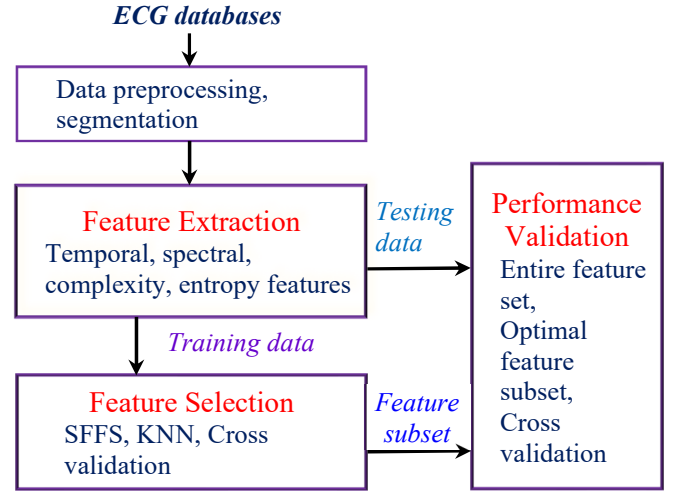 ECG databases
Data preprocessing,
segmentation
Feature Extraction
Temporal, spectral,
complexity, entropy features
Testing
data
Training data
Feature Selection
SFFS, KNN, Cross
validation
Feature
subset
Performance
Validation
Entire feature
set,
Optimal
feature
subset,
Cross
validation